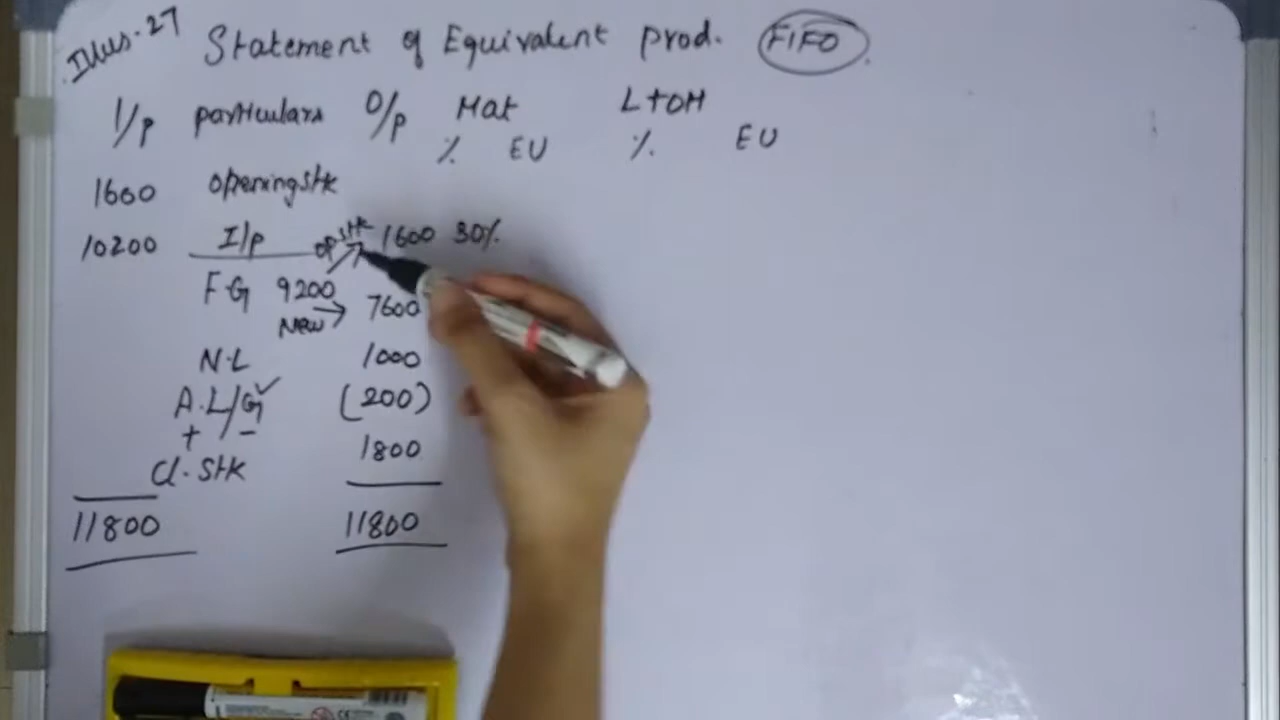 Illus. 27
Statement of Equivalent prod. FIFO
I/p particulars O/p Mat L+OH
% EU % EU
1600 opening stk
10200 I/p op stk 1600 30%
F.G 9200
New 7600
N.L 1000
A.L/G ✓ (200)
+ -
Cl. Stk 1800
11800 11800